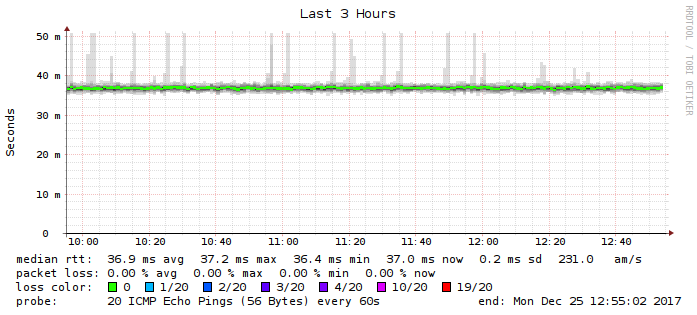 Last 3 Hours
RRDTOOL / TOBI OETIKER
Seconds
50 m
40 m
30 m
20 m
10 m
0
10:00 10:20 10:40 11:00 11:20 11:40 12:00 12:20 12:40
median rtt: 36.9 ms avg 37.2 ms max 36.4 ms min 37.0 ms now 0.2 ms sd 231.0 am/s
packet loss: 0.00 % avg 0.00 % max 0.00 % min 0.00 % now
loss color: 0 1/20 2/20 3/20 4/20 10/20 19/20
probe: 20 ICMP Echo Pings (56 Bytes) every 60s end: Mon Dec 25 12:55:02 2017